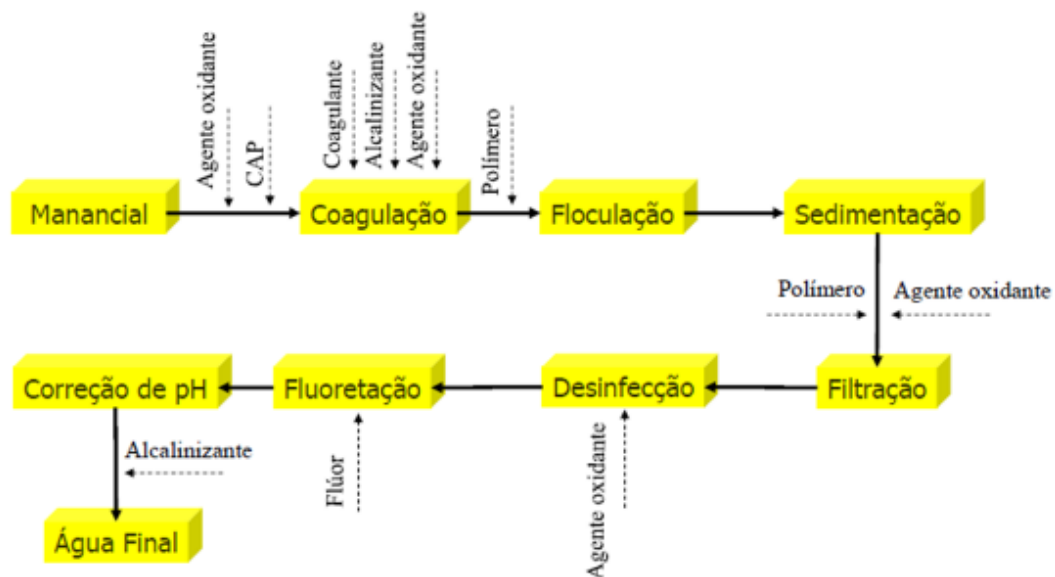 Agente oxidante
CAP
Coagulante
Alcalinizante
Agente oxidante
Polímero
Manancial
Coagulação
Floculação
Sedimentação
Polímero
Agente oxidante
Correção de pH
Fluoretação
Desinfecção
Filtração
Alcalinizante
Flúor
Agente oxidante
Água Final